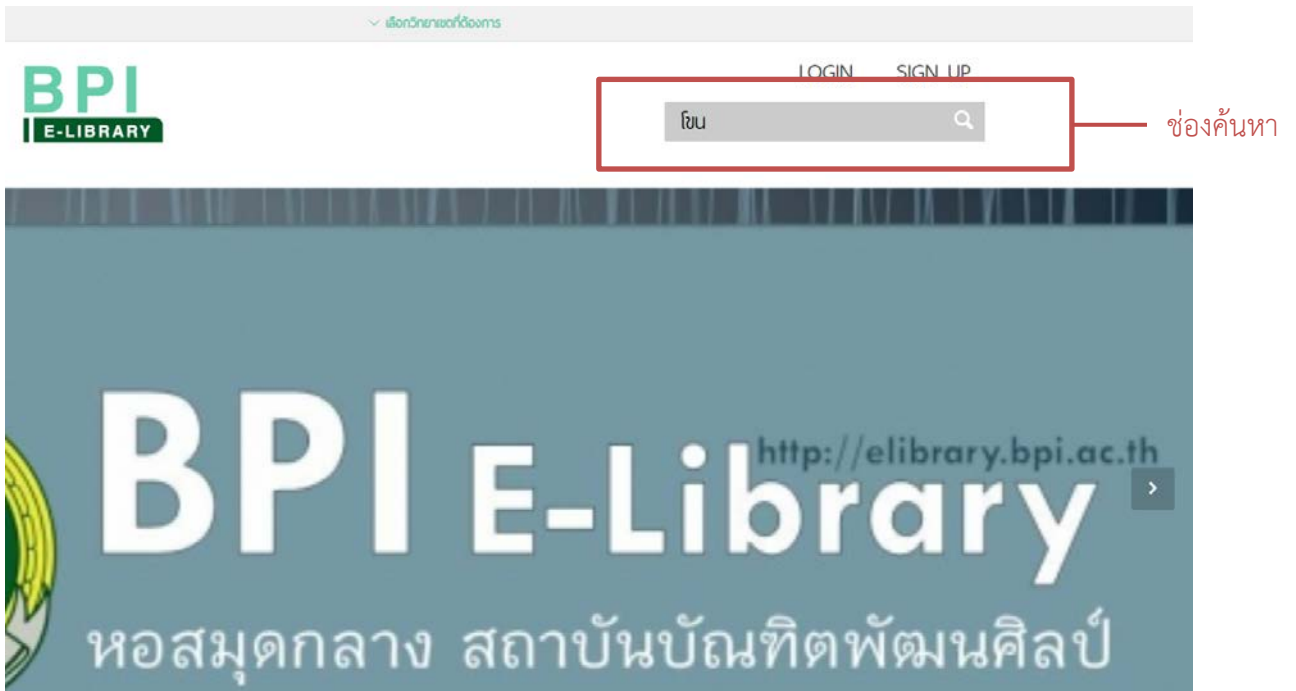 เลือกวิทยาเขตที่ต้องการ
BPI
E-LIBRARY
LOGIN SIGN UP
โขน
ช่องค้นหา
http://elibrary.bpi.ac.th
BPI E-Library
หอสมุดกลาง สถาบันบัณฑิตพัฒนศิลป์